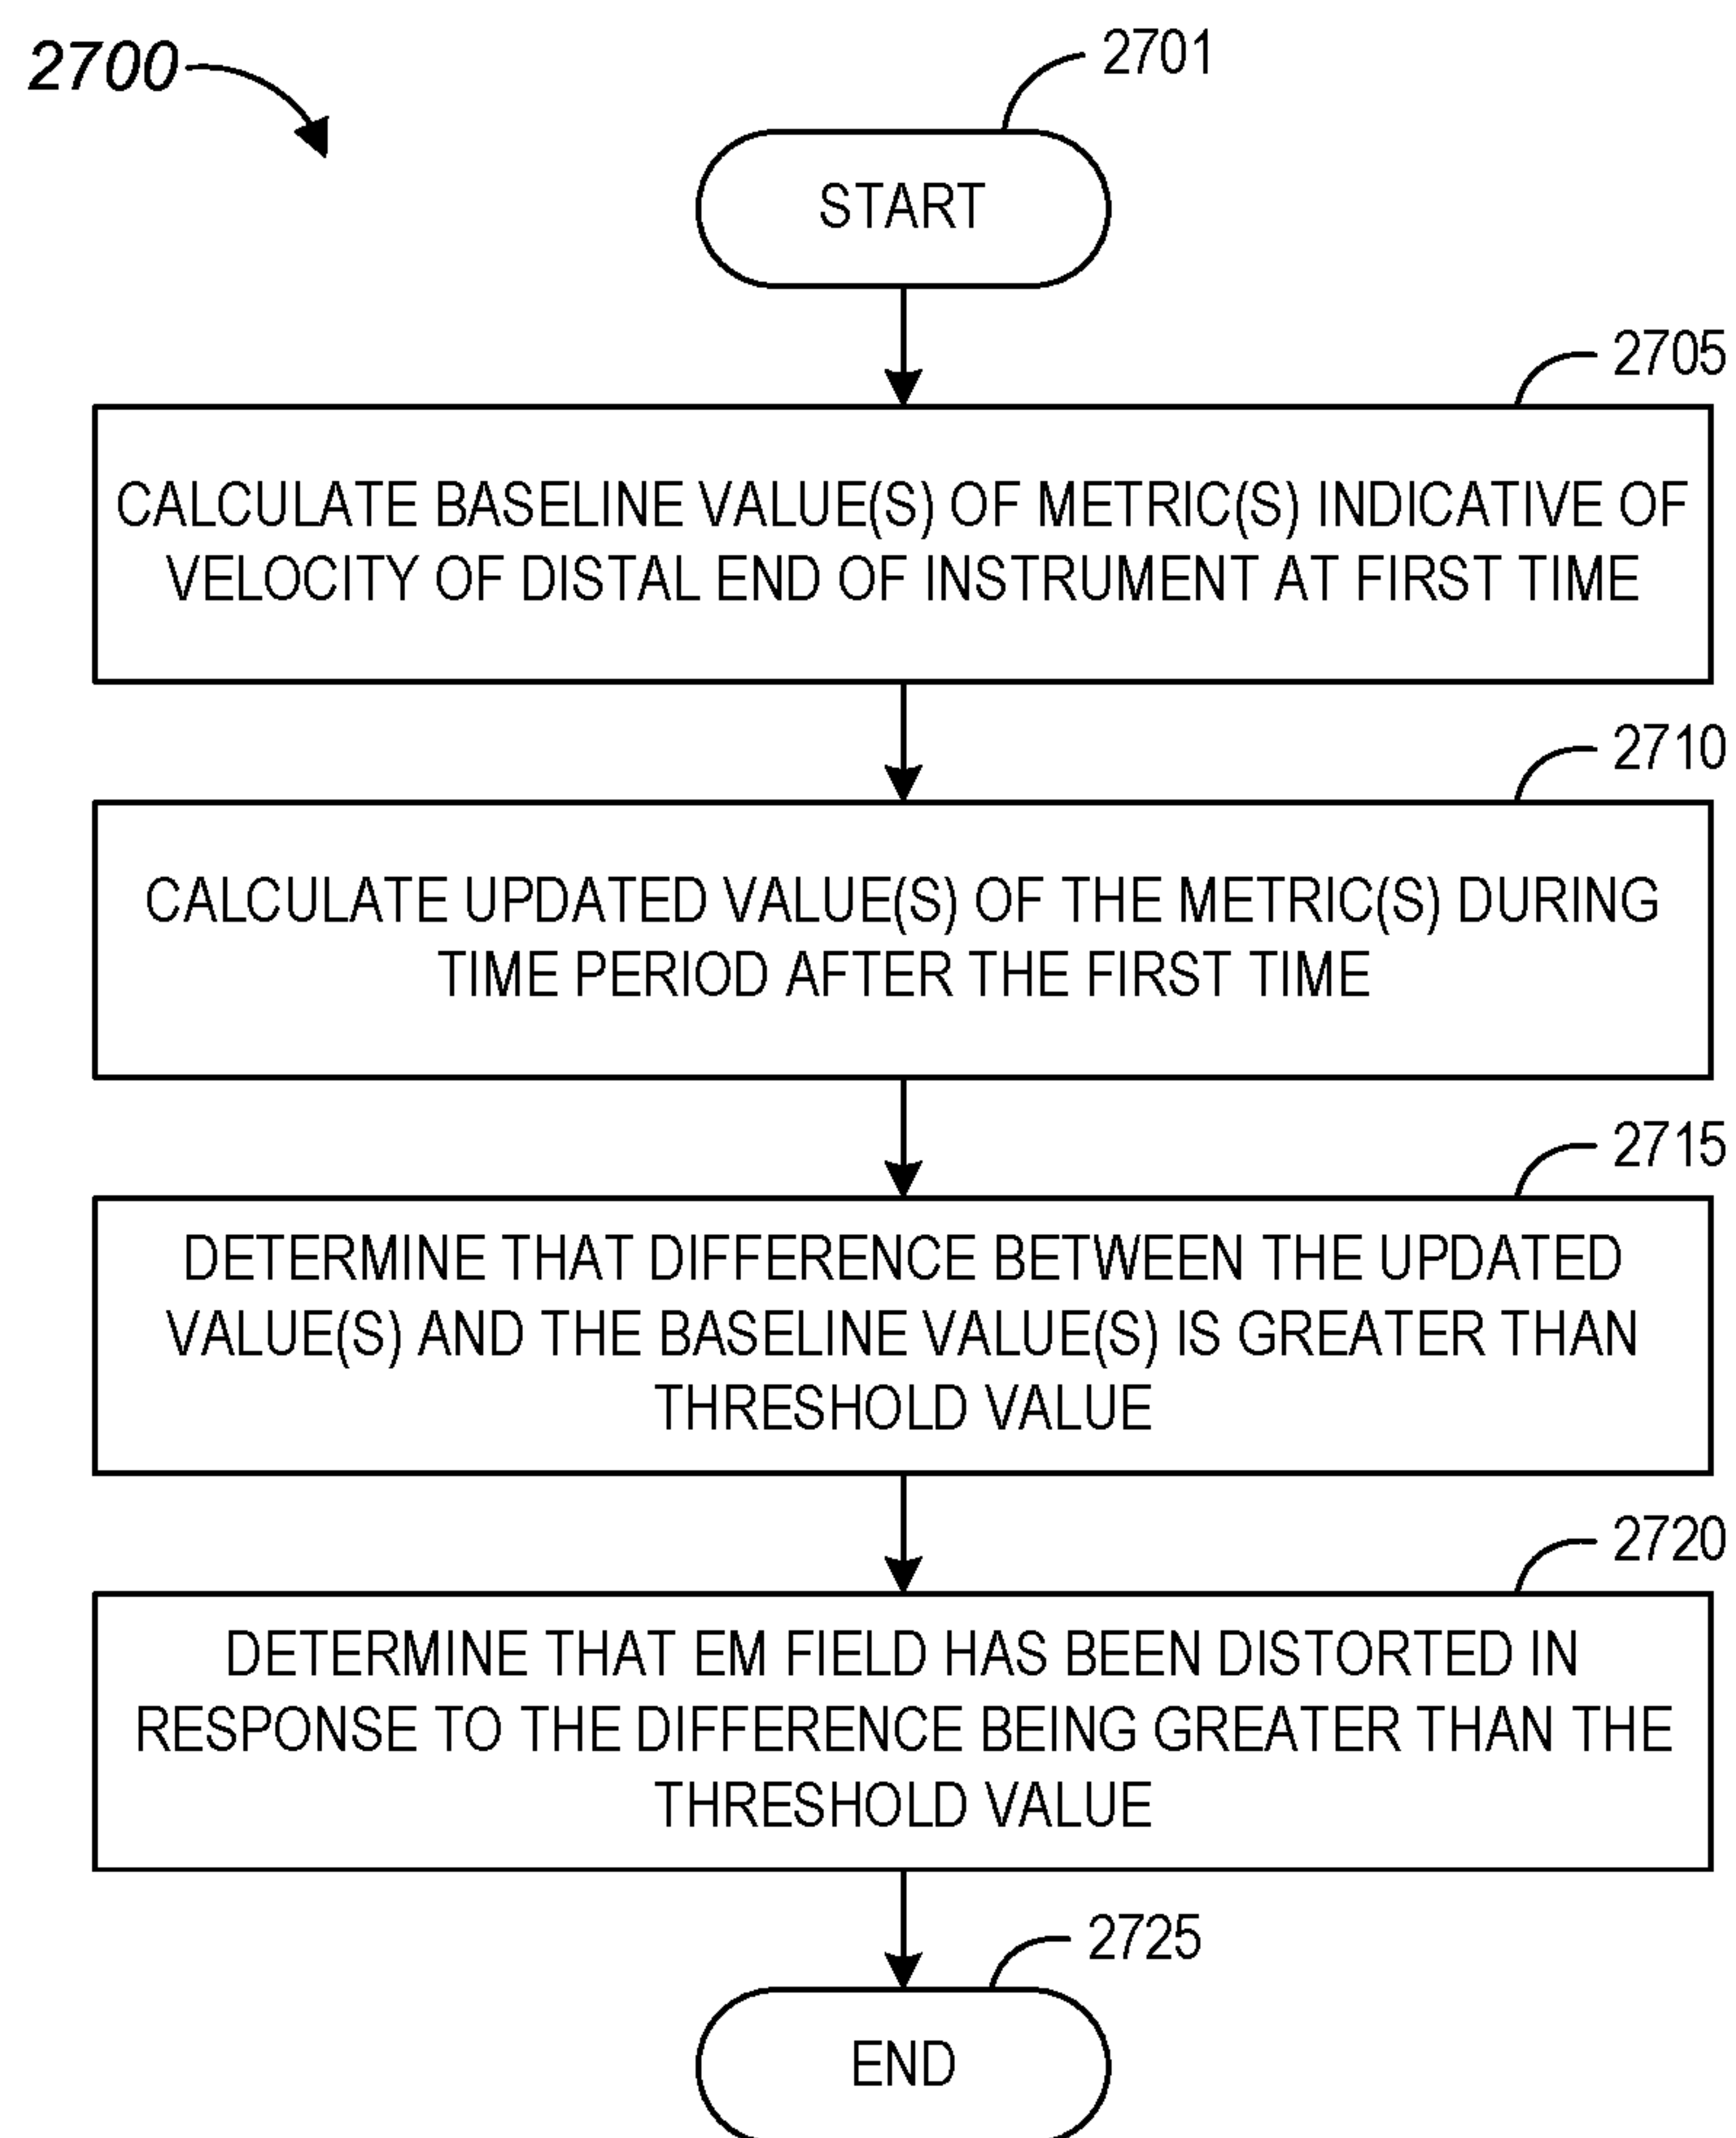 2700
2701
START
2705
CALCULATE BASELINE VALUE(S) OF METRIC(S) INDICATIVE OF
VELOCITY OF DISTAL END OF INSTRUMENT AT FIRST TIME
2710
CALCULATE UPDATED VALUE(S) OF THE METRIC(S) DURING
TIME PERIOD AFTER THE FIRST TIME
2715
DETERMINE THAT DIFFERENCE BETWEEN THE UPDATED
VALUE(S) AND THE BASELINE VALUE(S) IS GREATER THAN
THRESHOLD VALUE
2720
DETERMINE THAT EM FIELD HAS BEEN DISTORTED IN
RESPONSE TO THE DIFFERENCE BEING GREATER THAN THE
THRESHOLD VALUE
2725
END